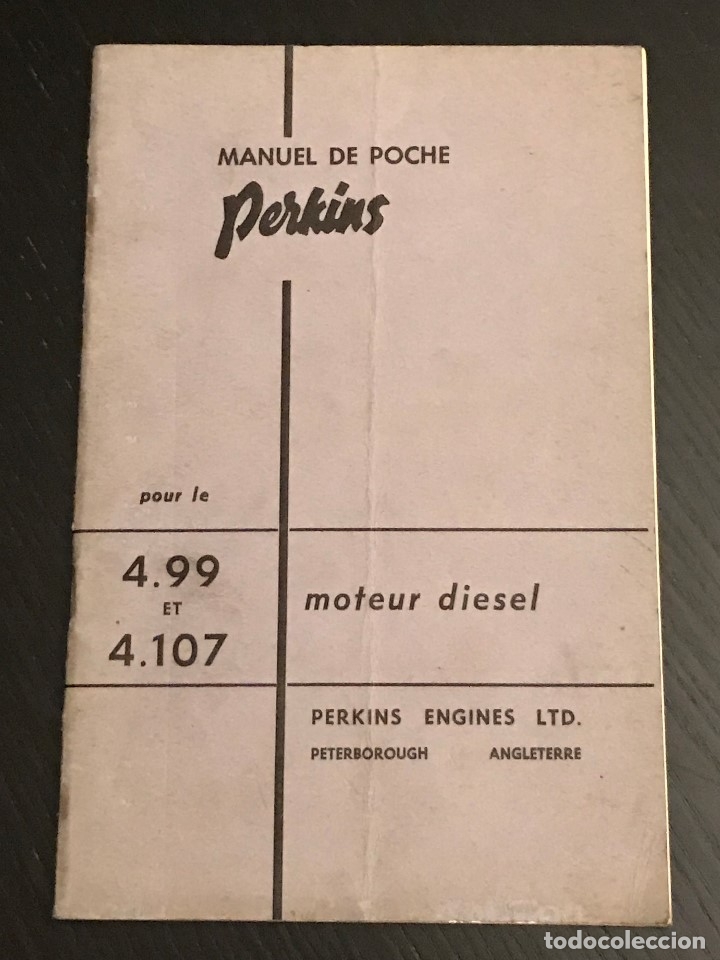 MANUEL DE POCHE
Perkins
pour le
4.99
ET
4.107
moteur diesel
PERKINS ENGINES LTD.
PETERBOROUGH ANGLETERRE
todocoleccion